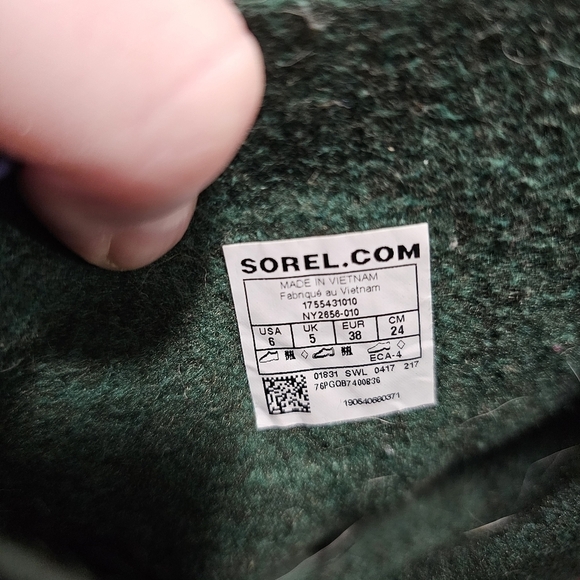 SOREL.COM
MADE IN VIETNAM
Fabriqué au Vietnam
1755431010
NY2656-010
USA UK EUR CM
6 5 38 24
ECA-4
01831 SWL 0417 217
76PGOB7400836
190540660371